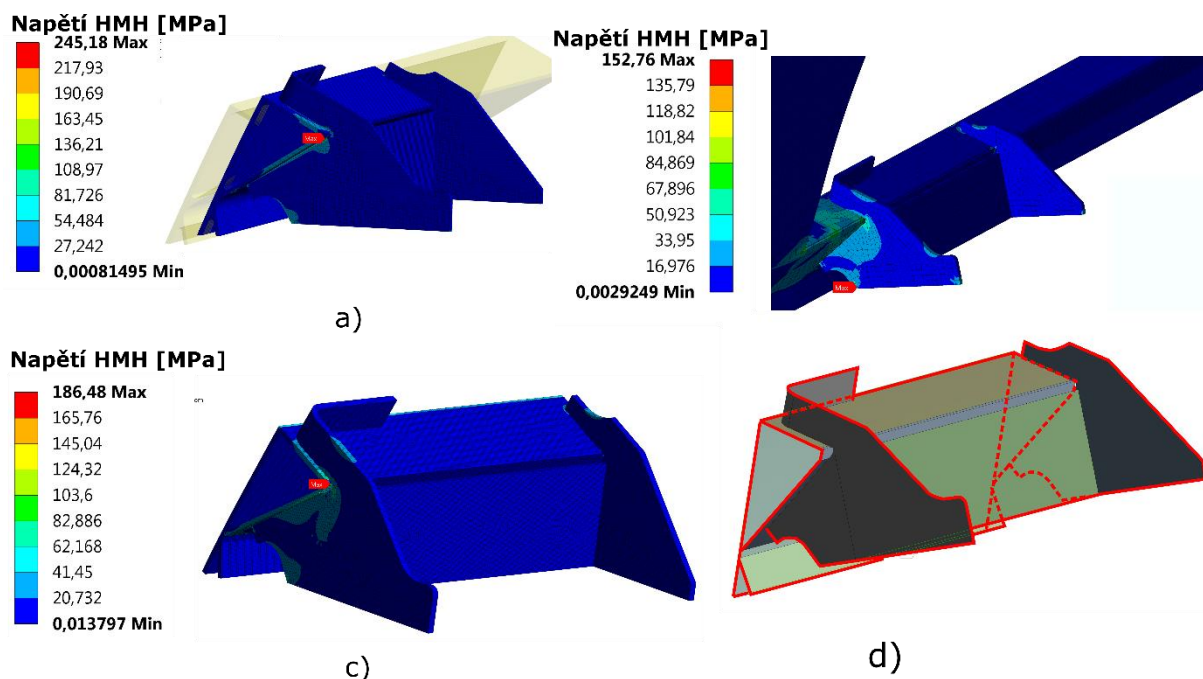 Napětí HMH [MPa]
245,18 Max
217,93
190,69
163,45
136,21
108,97
81,726
54,484
27,242
0,00081495 Min
Max
a)
Napětí HMH [MPa]
152,76 Max
135,79
118,82
101,84
84,869
67,896
50,923
33,95
16,976
0,0029249 Min
Max
Napětí HMH [MPa]
186,48 Max
165,76
145,04
124,32
103,6
82,886
62,168
41,45
20,732
0,013797 Min
Max
c)
d)